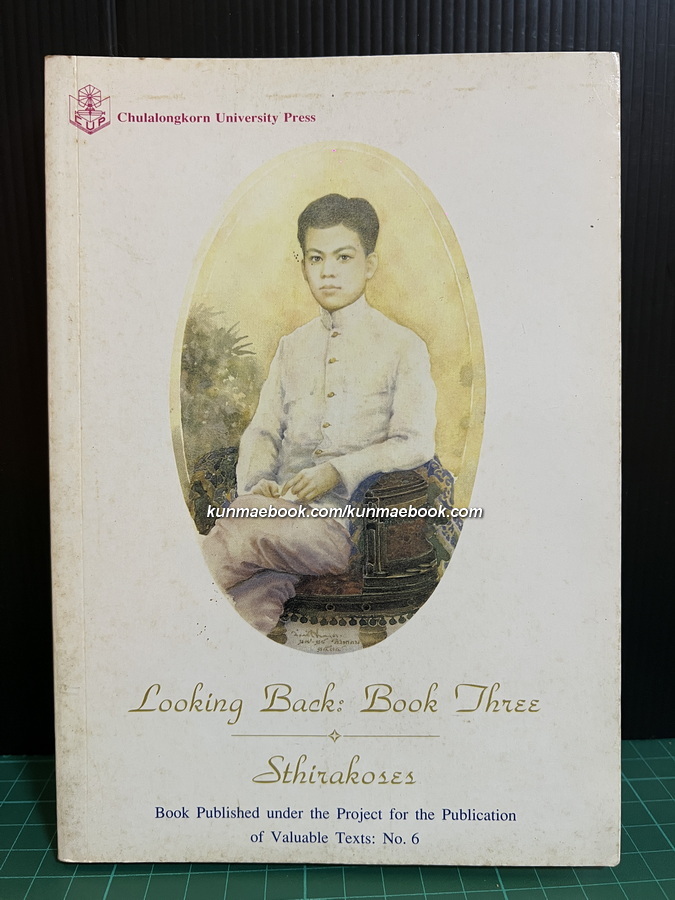 CUP
Chulalongkorn University Press
kunmaebook.com/kunmaebook.com
Looking Back: Book Three
Sthirakoses
Book Published under the Project for the Publication
of Valuable Texts: No. 6